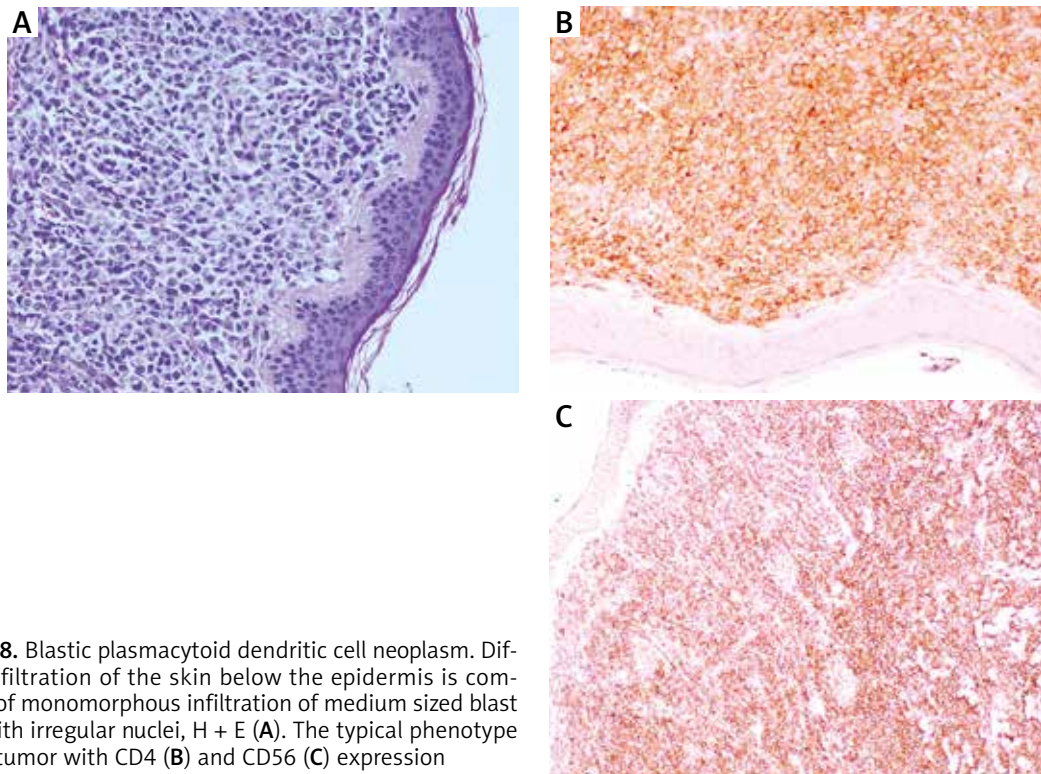 A
B
C
8. Blastic plasmacytoid dendritic cell neoplasm. Dif-
filtration of the skin below the epidermis is com-
of monomorphous infiltration of medium sized blast
ith irregular nuclei, H + E (A). The typical phenotype
tumor with CD4 (B) and CD56 (C) expression